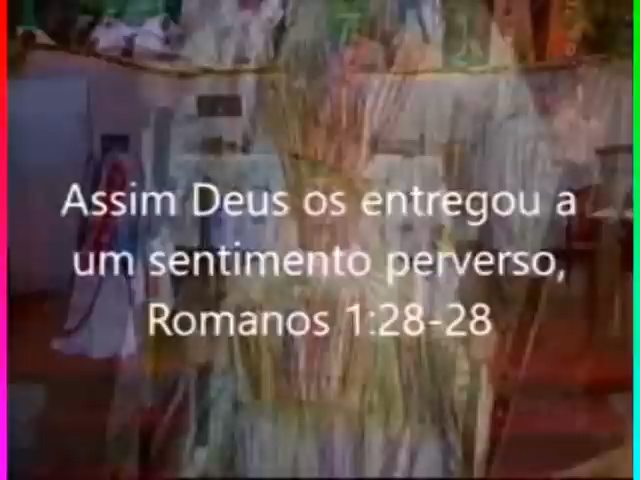 Assim Deus os entregou a
um sentimento perverso,
Romanos 1:28-28